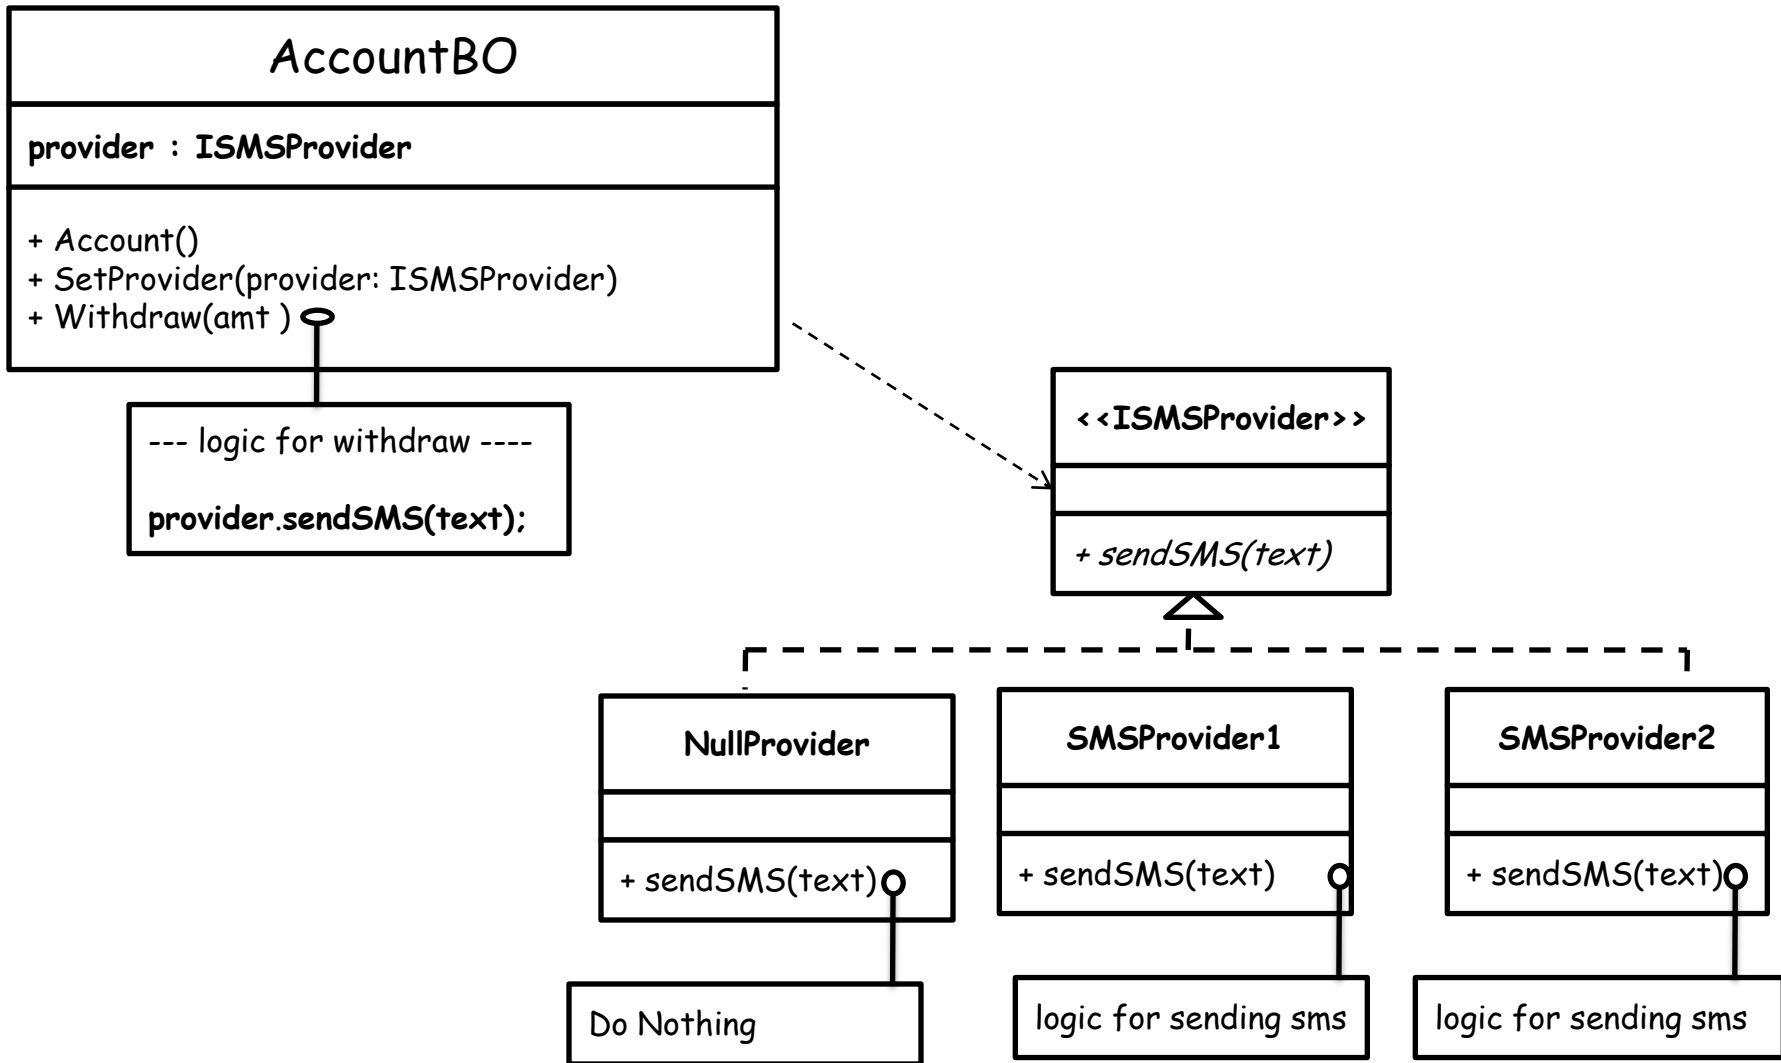 AccountBO
provider : ISMSProvider
+ Account()
+ SetProvider(provider: ISMSProvider)
+ Withdraw(amt )
--- logic for withdraw ----
provider.sendSMS(text);
<<ISMSProvider>>
+ sendSMS(text)
NullProvider
+ sendSMS(text)
Do Nothing
SMSProvider1
+ sendSMS(text)
logic for sending sms
SMSProvider2
+ sendSMS(text)
logic for sending sms